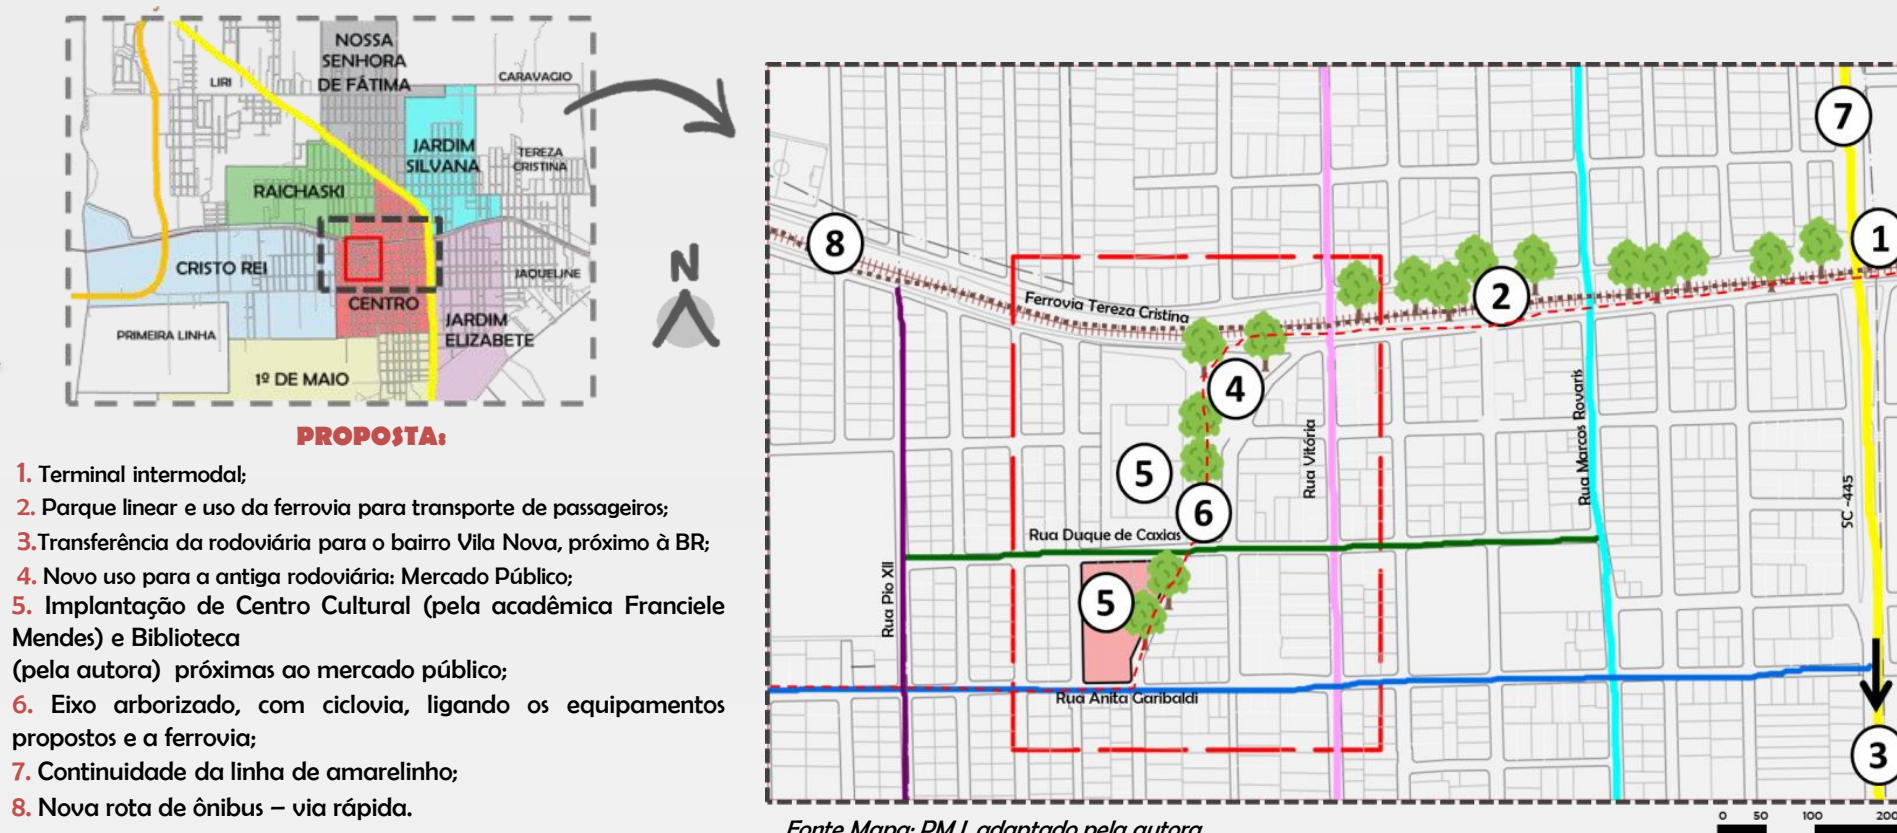 NOSSA
SENHORA
DE FÁTIMA
LIRI
CARAVAGIO
JARDIM
SILVANA
TEREZA
CRISTINA
RAICHASKI
CRISTO REI
JAQUELINE
CENTRO
PRIMEIRA LINHA
JARDIM
ELIZABETE
1º DE MAIO
N
PROPOSTA:
1. Terminal intermodal;
2. Parque linear e uso da ferrovia para transporte de passageiros;
3.Transferência da rodoviária para o bairro Vila Nova, próximo à BR;
4. Novo uso para a antiga rodoviária: Mercado Público;
5. Implantação de Centro Cultural (pela acadêmica Franciele
Mendes) e Biblioteca
(pela autora) próximas ao mercado público;
6. Eixo arborizado, com ciclovia, ligando os equipamentos
propostos e a ferrovia;
7. Continuidade da linha de amarelinho;
8. Nova rota de ônibus – via rápida.
7
8
1
2
Ferrovia Tereza Cristina
4
5
6
Rua Vitória
Rua Marcos Rovaris
SC -445
Rua Duque de Caxias
Rua Pio XII
5
Rua Anita Garibaldi
3
0 50 100 200
Fonte Mapa: PMI, adaptado pela autora